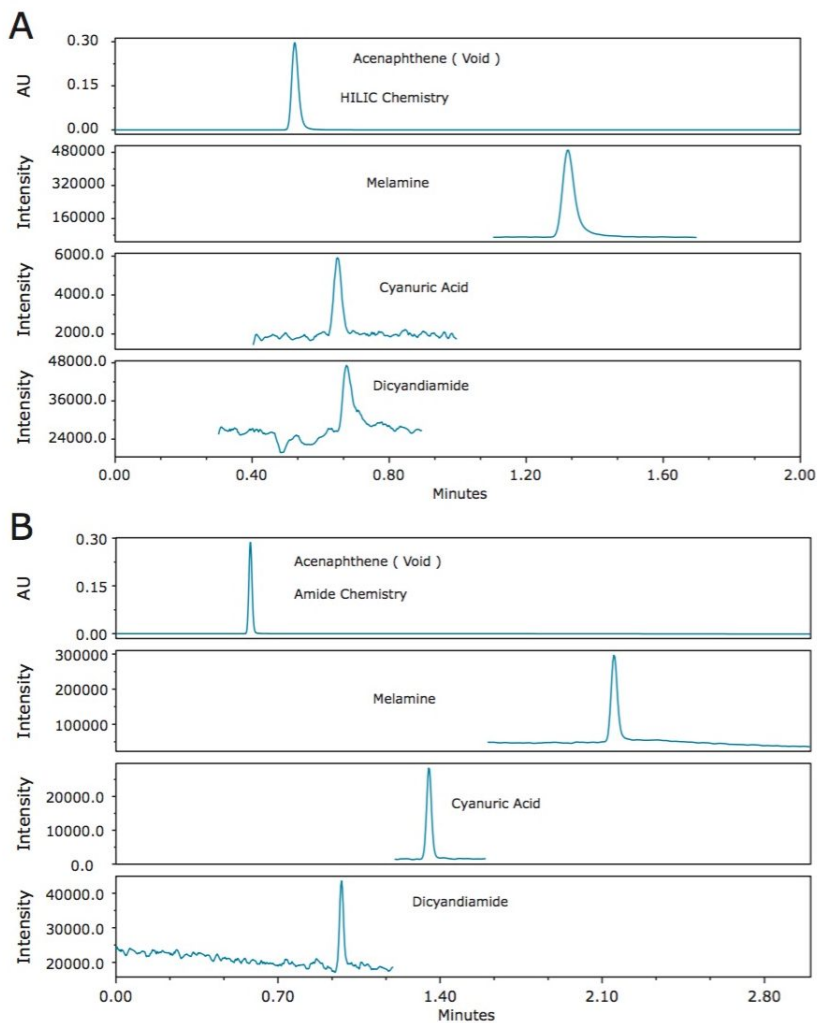 A
0.30
Acenaphthene ( Void )
AU
0.15
HILIC Chemistry
0.00
480000
Intensity
320000
Melamine
160000
6000.0
Intensity
4000.0
Cyanuric Acid
2000.0
48000.0
Intensity
Dicyandiamide
36000.0
24000.0
0.00 0.40 0.80 1.20 1.60 2.00
Minutes
B
0.30
Acenaphthene ( Void )
AU
0.15
Amide Chemistry
0.00
300000
Intensity
200000
Melamine
100000
Intensity
20000.0
Cyanuric Acid
10000.0
0.0
Intensity
40000.0
Dicyandiamide
30000.0
20000.0
0.00 0.70 1.40 2.10 2.80
Minutes